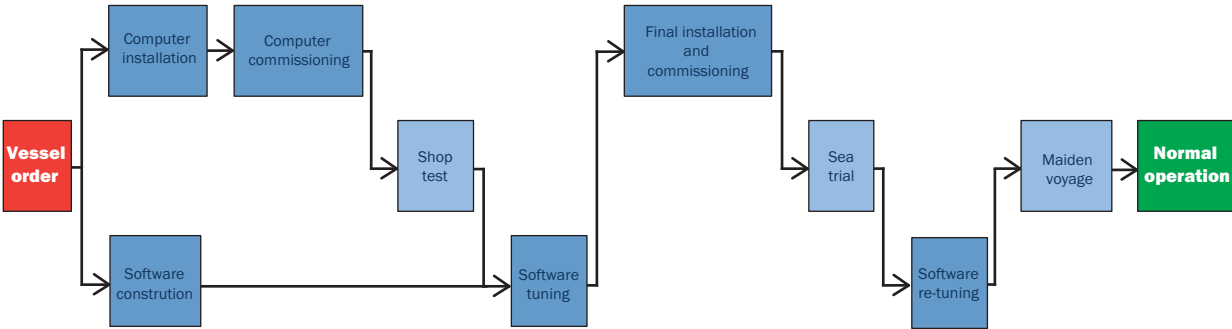 Vessel
order
Computer
installation
Computer
commissioning
Software
constrution
Shop
test
Software
tuning
Final installation
and
commissioning
Sea
trial
Software
re-tuning
Maiden
voyage
Normal
operation